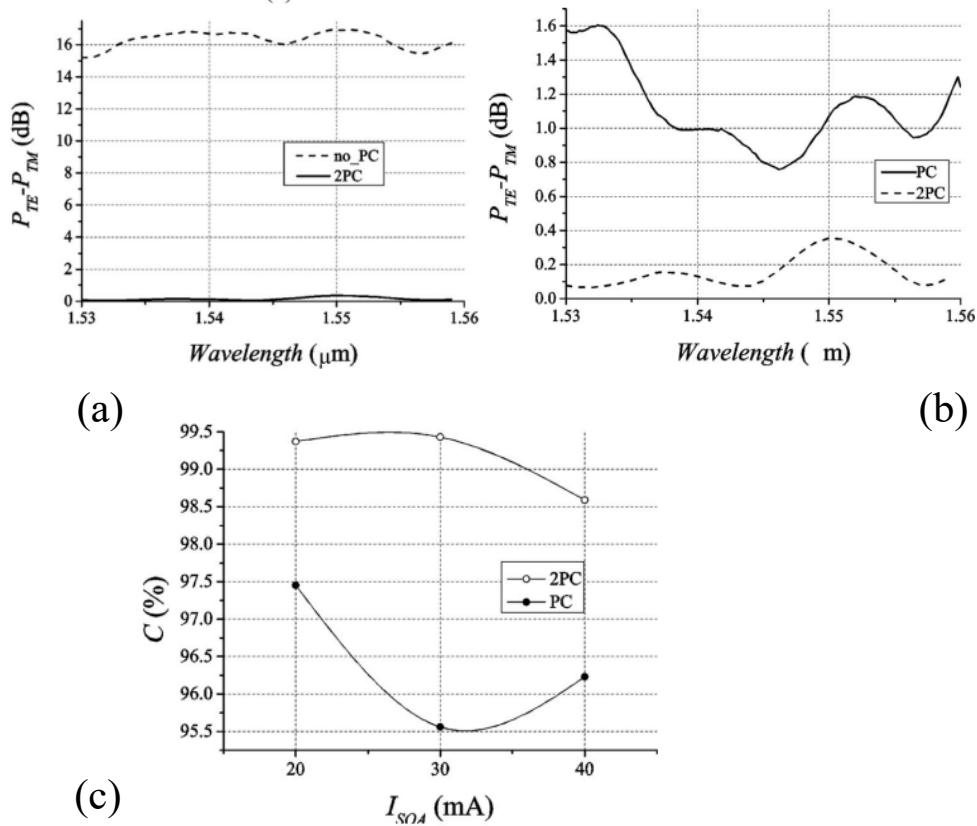 16
14
12
10
8
6
4
2
0
P_TE-P_TM (dB)
no_PC
2PC
1.53
1.54
1.55
1.56
Wavelength (μm)
(a)
1.6
1.4
1.2
1.0
0.8
0.6
0.4
0.2
0.0
P_TE-P_TM (dB)
PC
2PC
1.53
1.54
1.55
1.56
Wavelength ( m)
(b)
99.5
99.0
98.5
98.0
97.5
97.0
96.5
96.0
95.5
C (%)
2PC
PC
20
30
40
I_SOA (mA)
(c)